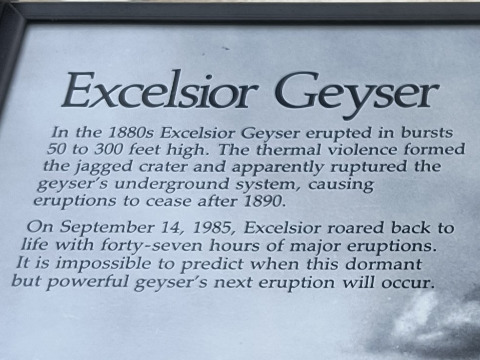 Excelsior Geyser
In the 1880s Excelsior Geyser erupted in bursts
50 to 300 feet high. The thermal violence formed
the jagged crater and apparently ruptured the
geyser's underground system, causing
eruptions to cease after 1890.
On September 14, 1985, Excelsior roared back to
life with forty-seven hours of major eruptions.
It is impossible to predict when this dormant
but powerful geyser's next eruption will occur.